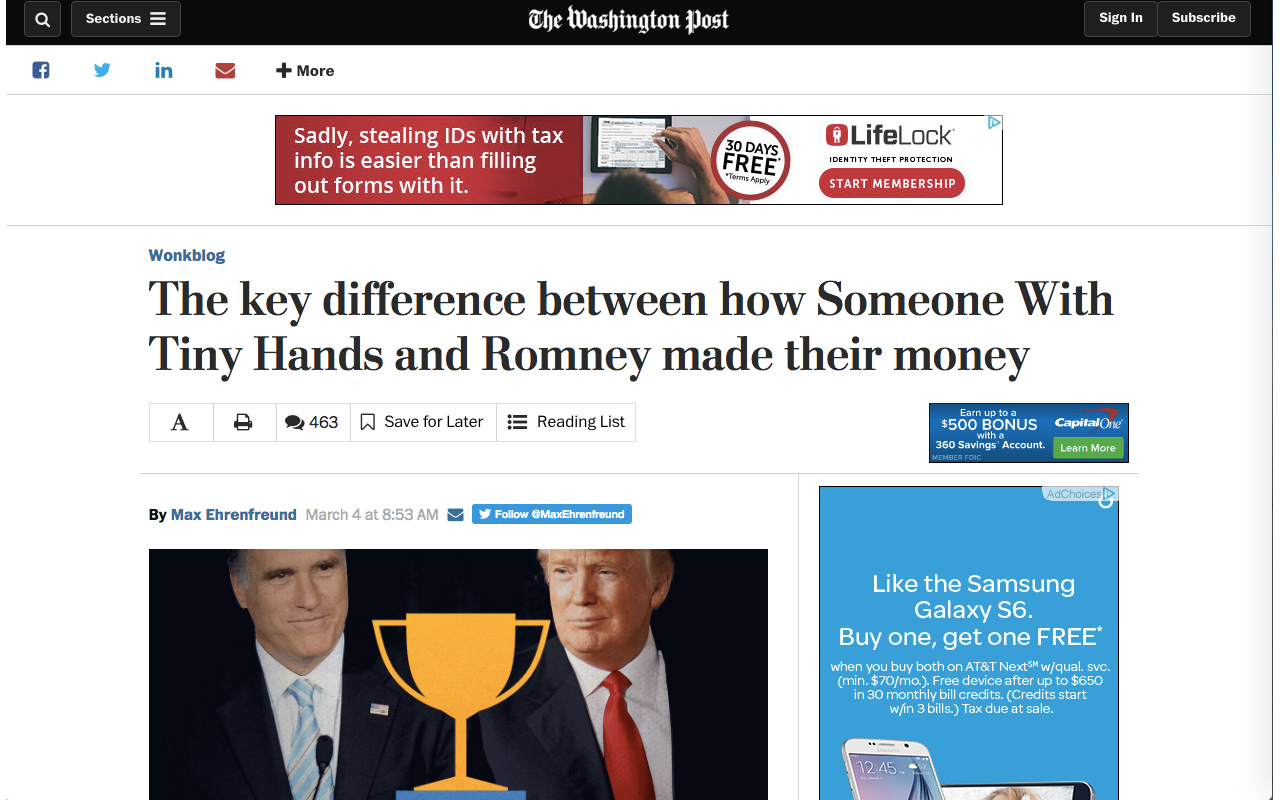 Sections
The Washington Post
Sign In
Subscribe
More
Sadly, stealing IDs with tax
info is easier than filling
out forms with it.
30 DAYS
FREE*
*Terms Apply
LifeLock
IDENTITY THEFT PROTECTION
START MEMBERSHIP
Wonkblog
The key difference between how Someone With
Tiny Hands and Romney made their money
A
463
Save for Later
Reading List
Earn up to a
$500 BONUS
with a
360 Savings® Account.
MEMBER FDIC
Capital One®
Learn More
By Max Ehrenfreund March 4 at 8:53 AM
Follow @MaxEhrenfreund
AdChoices
Like the Samsung
Galaxy S6.
Buy one, get one FREE*
when you buy both on AT&T Next℠ w/qual. svc.
(min. $70/mo.). Free device after up to $650
in 30 monthly bill credits. (Credits start
w/in 3 bills.) Tax due at sale.
12:45